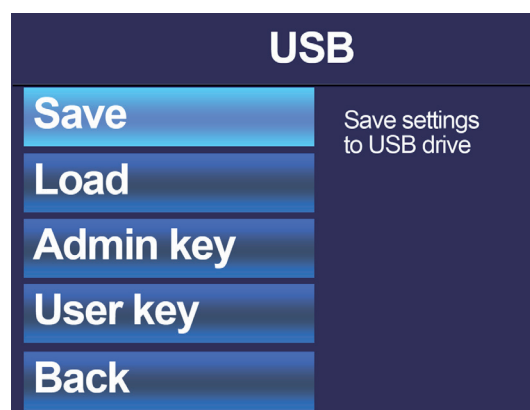 USB
Save
Save settings
to USB drive
Load
Admin key
User key
Back